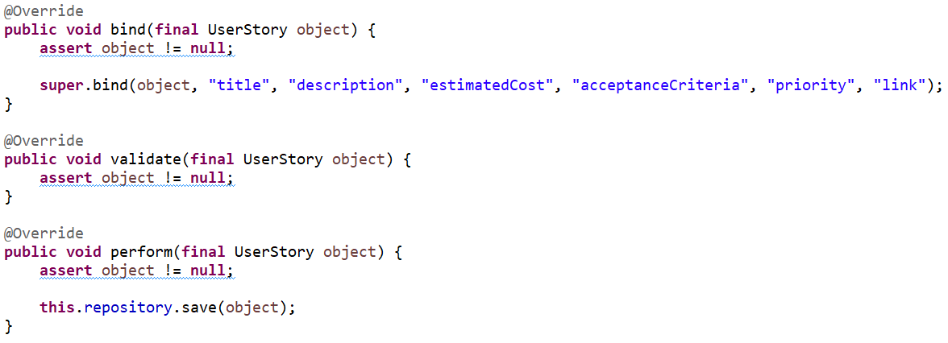 @Override
public void bind(final UserStory object) {
    assert object != null;

    super.bind(object, "title", "description", "estimatedCost", "acceptanceCriteria", "priority", "link");
}

@Override
public void validate(final UserStory object) {
    assert object != null;
}

@Override
public void perform(final UserStory object) {
    assert object != null;

    this.repository.save(object);
}